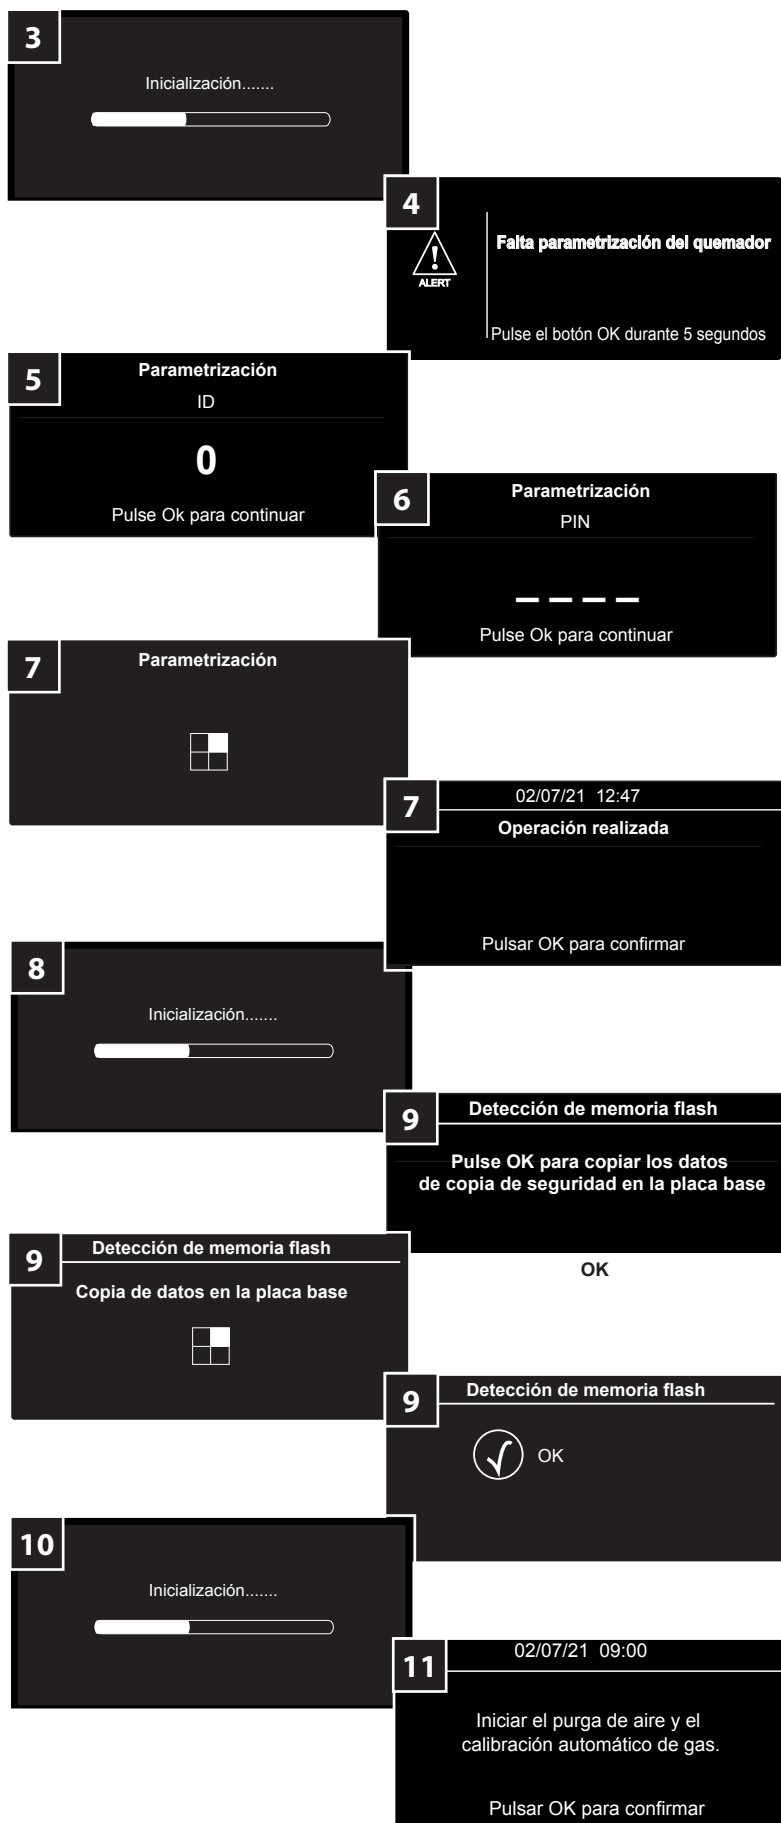 3
Inicialización.......
4
Falta parametrización del quemador
ALERT
Pulse el botón OK durante 5 segundos
5
Parametrización
ID
0
Pulse Ok para continuar
6
Parametrización
PIN
_ _ _ _
Pulse Ok para continuar
7
Parametrización
7
02/07/21 12:47
Operación realizada
Pulsar OK para confirmar
8
Inicialización.......
9
Detección de memoria flash
Pulse OK para copiar los datos
de copia de seguridad en la placa base
OK
9
Detección de memoria flash
Copia de datos en la placa base
9
Detección de memoria flash
OK
10
Inicialización.......
11
02/07/21 09:00
Iniciar el purga de aire y el
calibración automático de gas.
Pulsar OK para confirmar